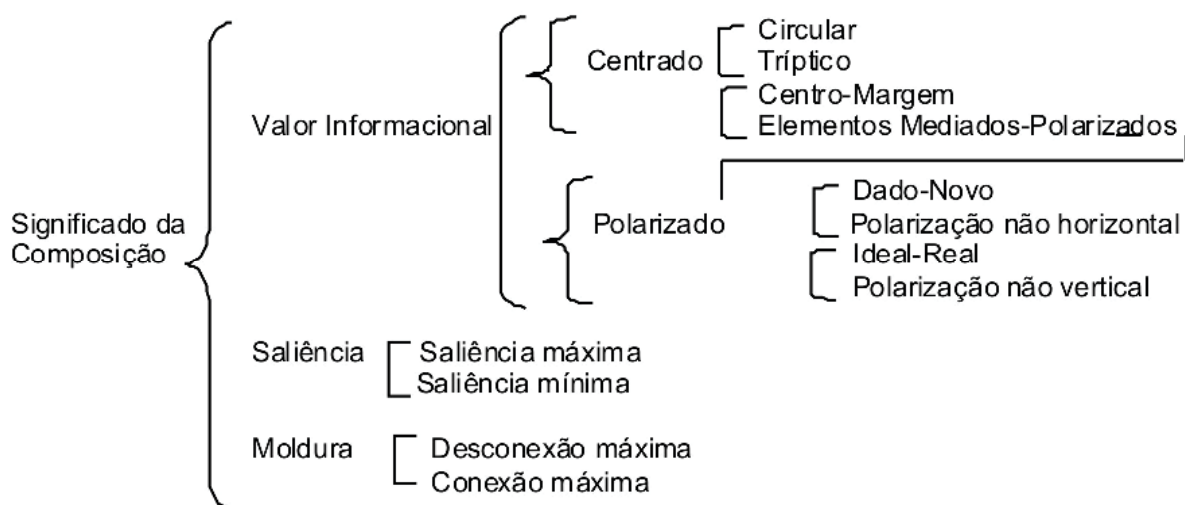 Circular
Centrado
Tríptico
Centro-Margem
Valor Informacional
Elementos Mediados-Polarizados
Dado-Novo
Significado da
Composição
Polarizado
Polarização não horizontal
Ideal-Real
Polarização não vertical
Saliência
Saliência máxima
Saliência mínima
Moldura
Desconexão máxima
Conexão máxima